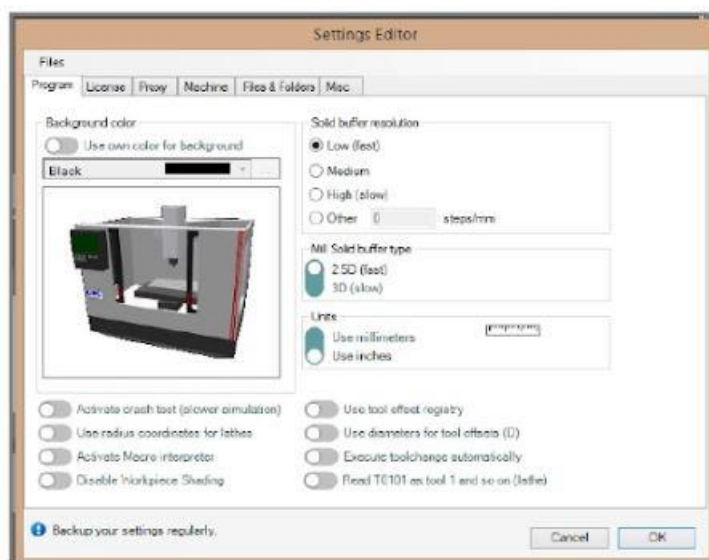 Settings Editor
Files
Program License Proxy Machine Files & Folders Misc
Background color
Use own color for background
Black
...
Solid buffer resolution
Low (fast)
Medium
High (slow)
Other 0 steps/mm
Mill Solid buffer type
2.5D (fast)
3D (slow)
Units
Use millimeters
Use inches
Activate crash test (slower simulation)
Use radius coordinates for lathes
Activate Macro interpreter
Disable Workpiece Shading
Use tool effect registry
Use diameters for tool offsets (D)
Execute toolchange automatically
Read T0101 as tool 1 and so on (lathe)
Backup your settings regularly.
Cancel OK